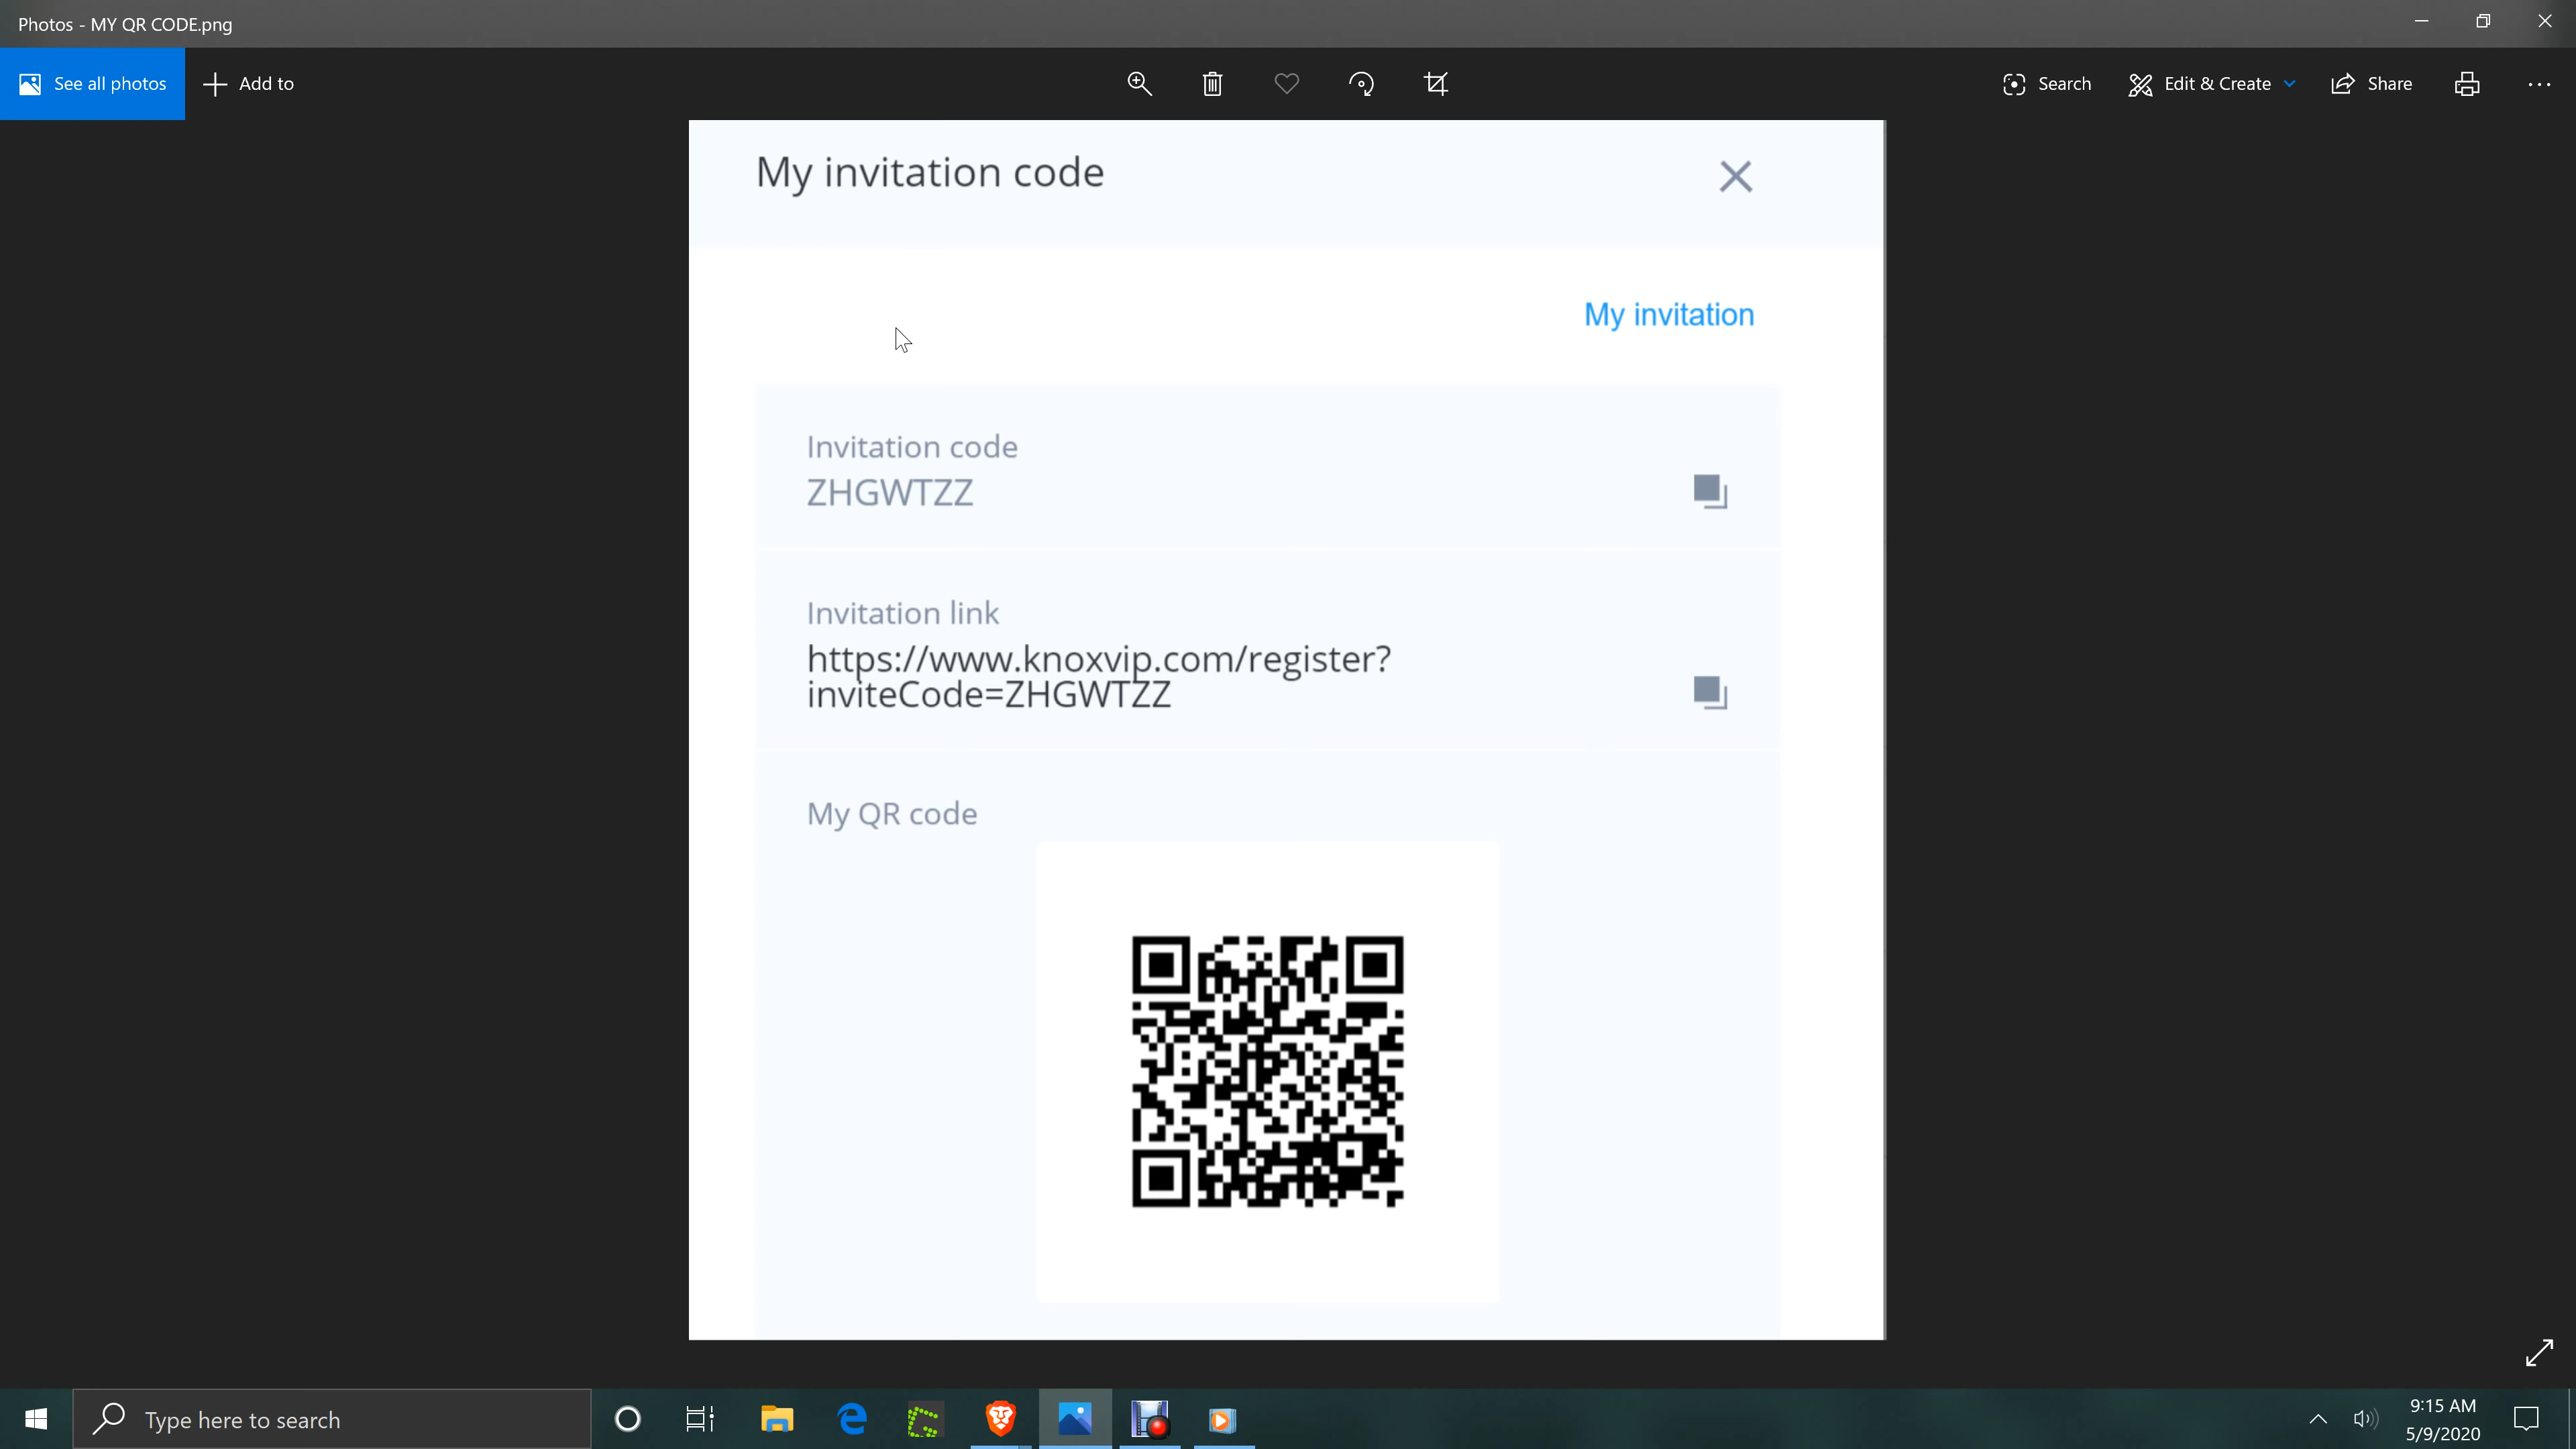 Photos - MY QR CODE.png
See all photos
Add to
Search
Edit & Create
Share
My invitation code
My invitation
Invitation code
ZHGWTZZ
Invitation link
https://www.knoxvip.com/register?
inviteCode=ZHGWTZZ
My QR code
Type here to search
9:15 AM
5/9/2020